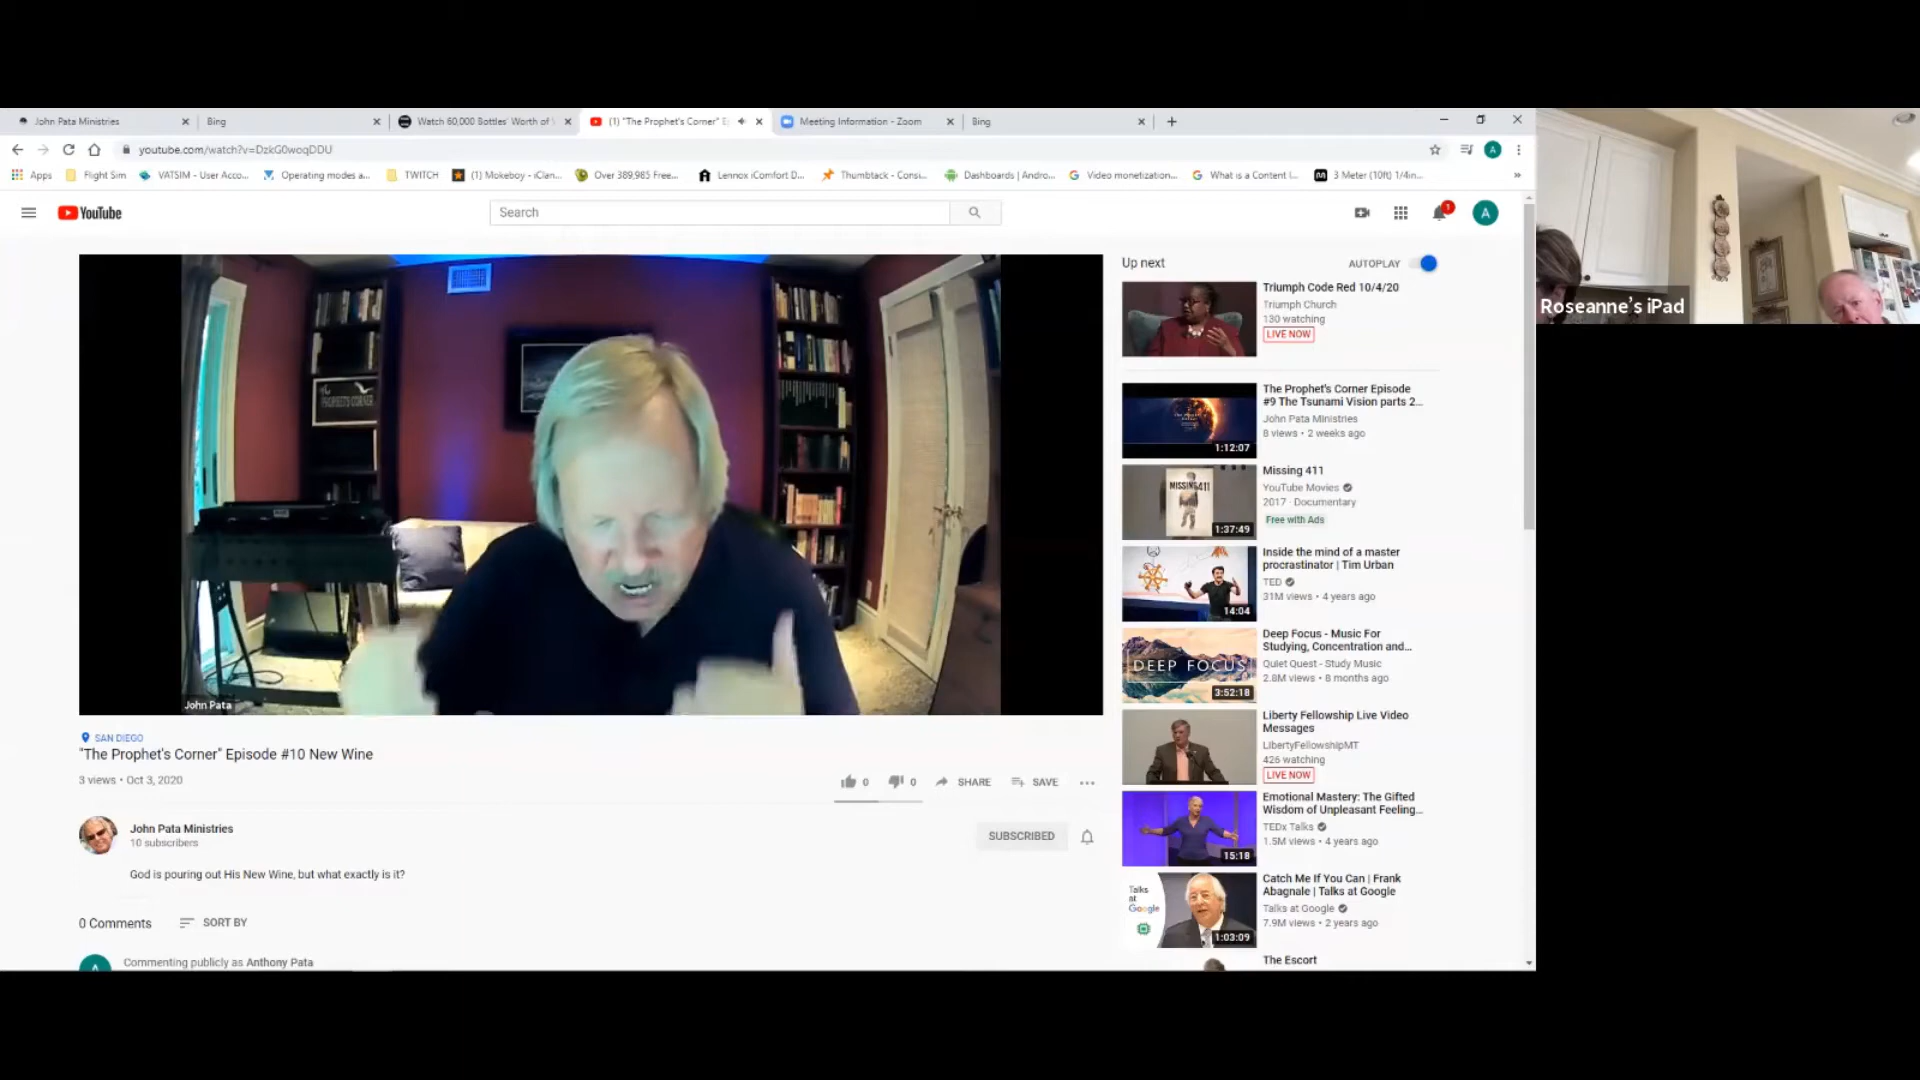 John Pata Ministries
Bing
Watch 60,000 Bottles' Worth of
(1) "The Prophet's Corner" E
Meeting Information - Zoom
Bing
youtube.com/watch?v=DzkG0woqDDU
Apps
Flight Sim
VATSIM - User Acco...
Operating modes a...
TWITCH
(1) Mokeboy - iClan...
Over 389,985 Free...
Lennox iComfort D...
Thumbtack - Consi...
Dashboards | Andro...
Video monetization...
What is a Content I...
3 Meter (10ft) 1/4in...
»
YouTube
Search
1
A
Up next
AUTOPLAY
Triumph Code Red 10/4/20
Triumph Church
130 watching
LIVE NOW
Roseanne's iPad
The Prophet's Corner Episode
#9 The Tsunami Vision parts 2...
John Pata Ministries
8 views • 2 weeks ago
1:12:07
THE PROPHET'S CORNER
Missing 411
YouTube Movies
2017 · Documentary
Free with Ads
MISSING 411
1:37:49
Inside the mind of a master
procrastinator | Tim Urban
TED
31M views • 4 years ago
14:04
Deep Focus - Music For
Studying, Concentration and...
Quiet Quest - Study Music
2.8M views • 8 months ago
DEEP FOCUS
3:52:18
John Pata
Liberty Fellowship Live Video
Messages
LibertyFellowshipMT
426 watching
LIVE NOW
SAN DIEGO
"The Prophet's Corner" Episode #10 New Wine
3 views • Oct 3, 2020
0
0
SHARE
SAVE
Emotional Mastery: The Gifted
Wisdom of Unpleasant Feeling...
TEDx Talks
1.5M views • 4 years ago
15:18
John Pata Ministries
10 subscribers
SUBSCRIBED
God is pouring out His New Wine, but what exactly is it?
Catch Me If You Can | Frank
Abagnale | Talks at Google
Talks at Google
7.9M views • 2 years ago
Talks
at
Google
1:03:09
0 Comments
SORT BY
A
Commenting publicly as Anthony Pata
The Escort